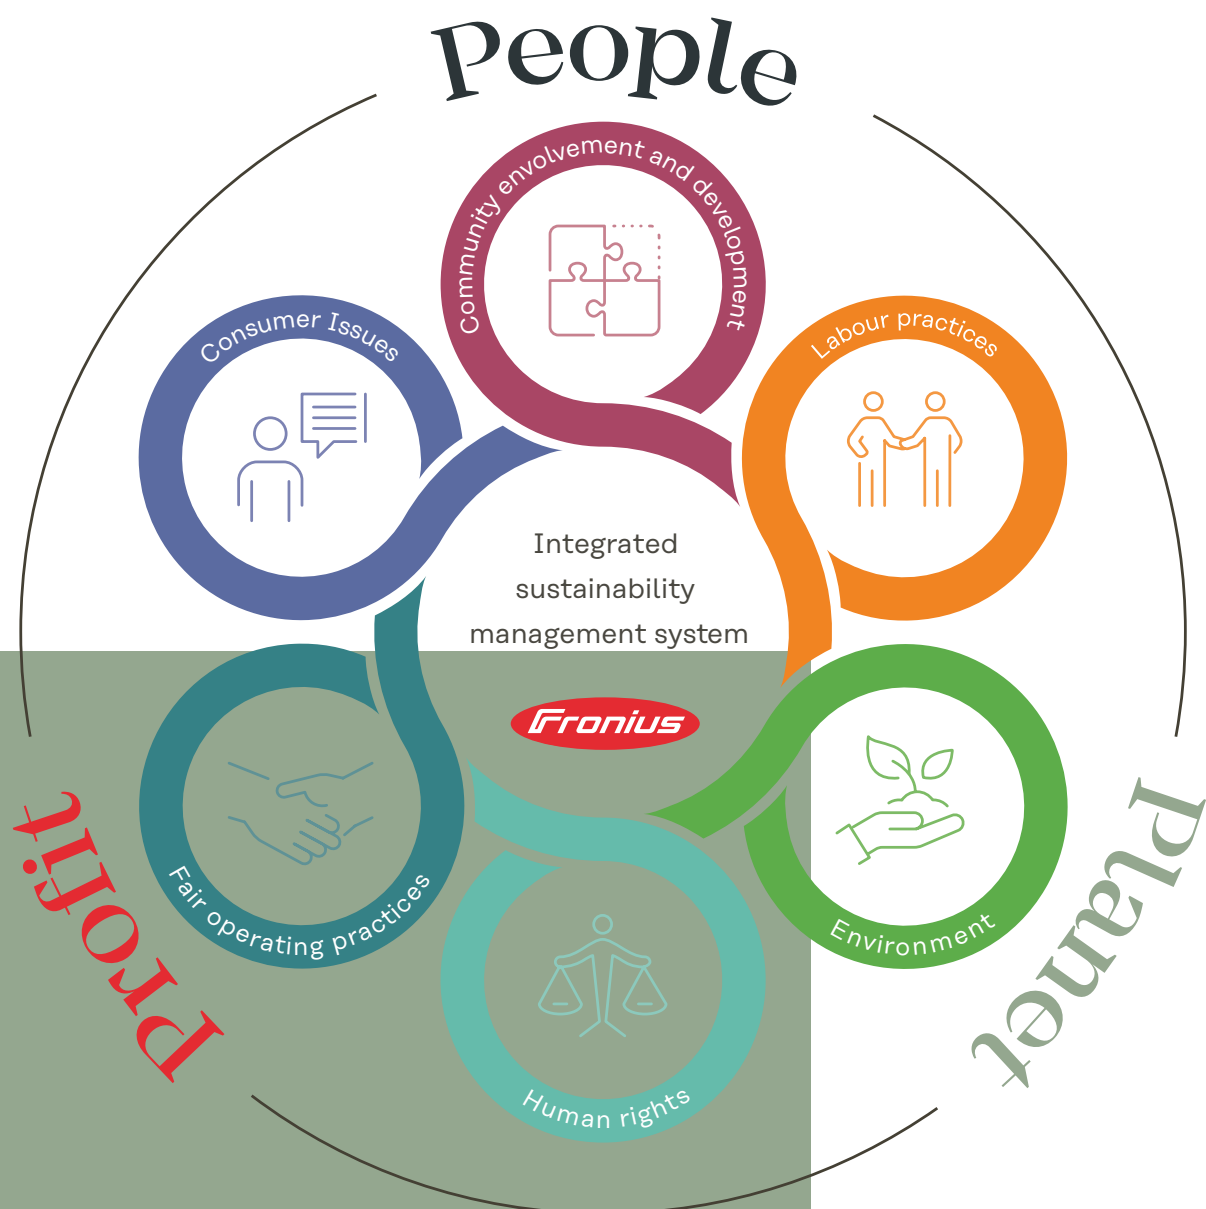 People
Community envolvement and development
Consumer Issues
Labour practices
Integrated
sustainability
management system
Fronius
Fair operating practices
Environment
Human rights
Profit
Planet